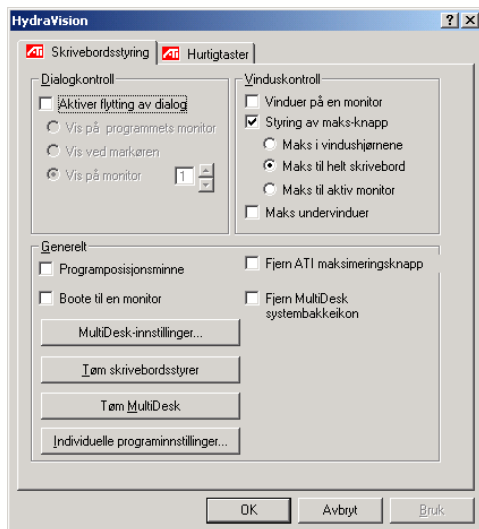 HydraVision
ATI Skrivebordsstyring
ATI Hurtigtaster
Dialogkontroll
Aktiver flytting av dialog
Vis på programmets monitor
Vis ved markøren
Vis på monitor 1
Vinduskontroll
Vinduer på en monitor
Styring av maks-knapp
Maks i vindushjørnene
Maks til helt skrivebord
Maks til aktiv monitor
Maks undervinduer
Generelt
Programposisjonsminne
Boote til en monitor
Fjern ATI maksimeringsknapp
Fjern MultiDesk
systembakkeikon
MultiDesk-innstillinger...
Tøm skrivebordsstyrer
Tøm MultiDesk
Individuelle programinnstillinger...
OK
Avbryt
Bruk